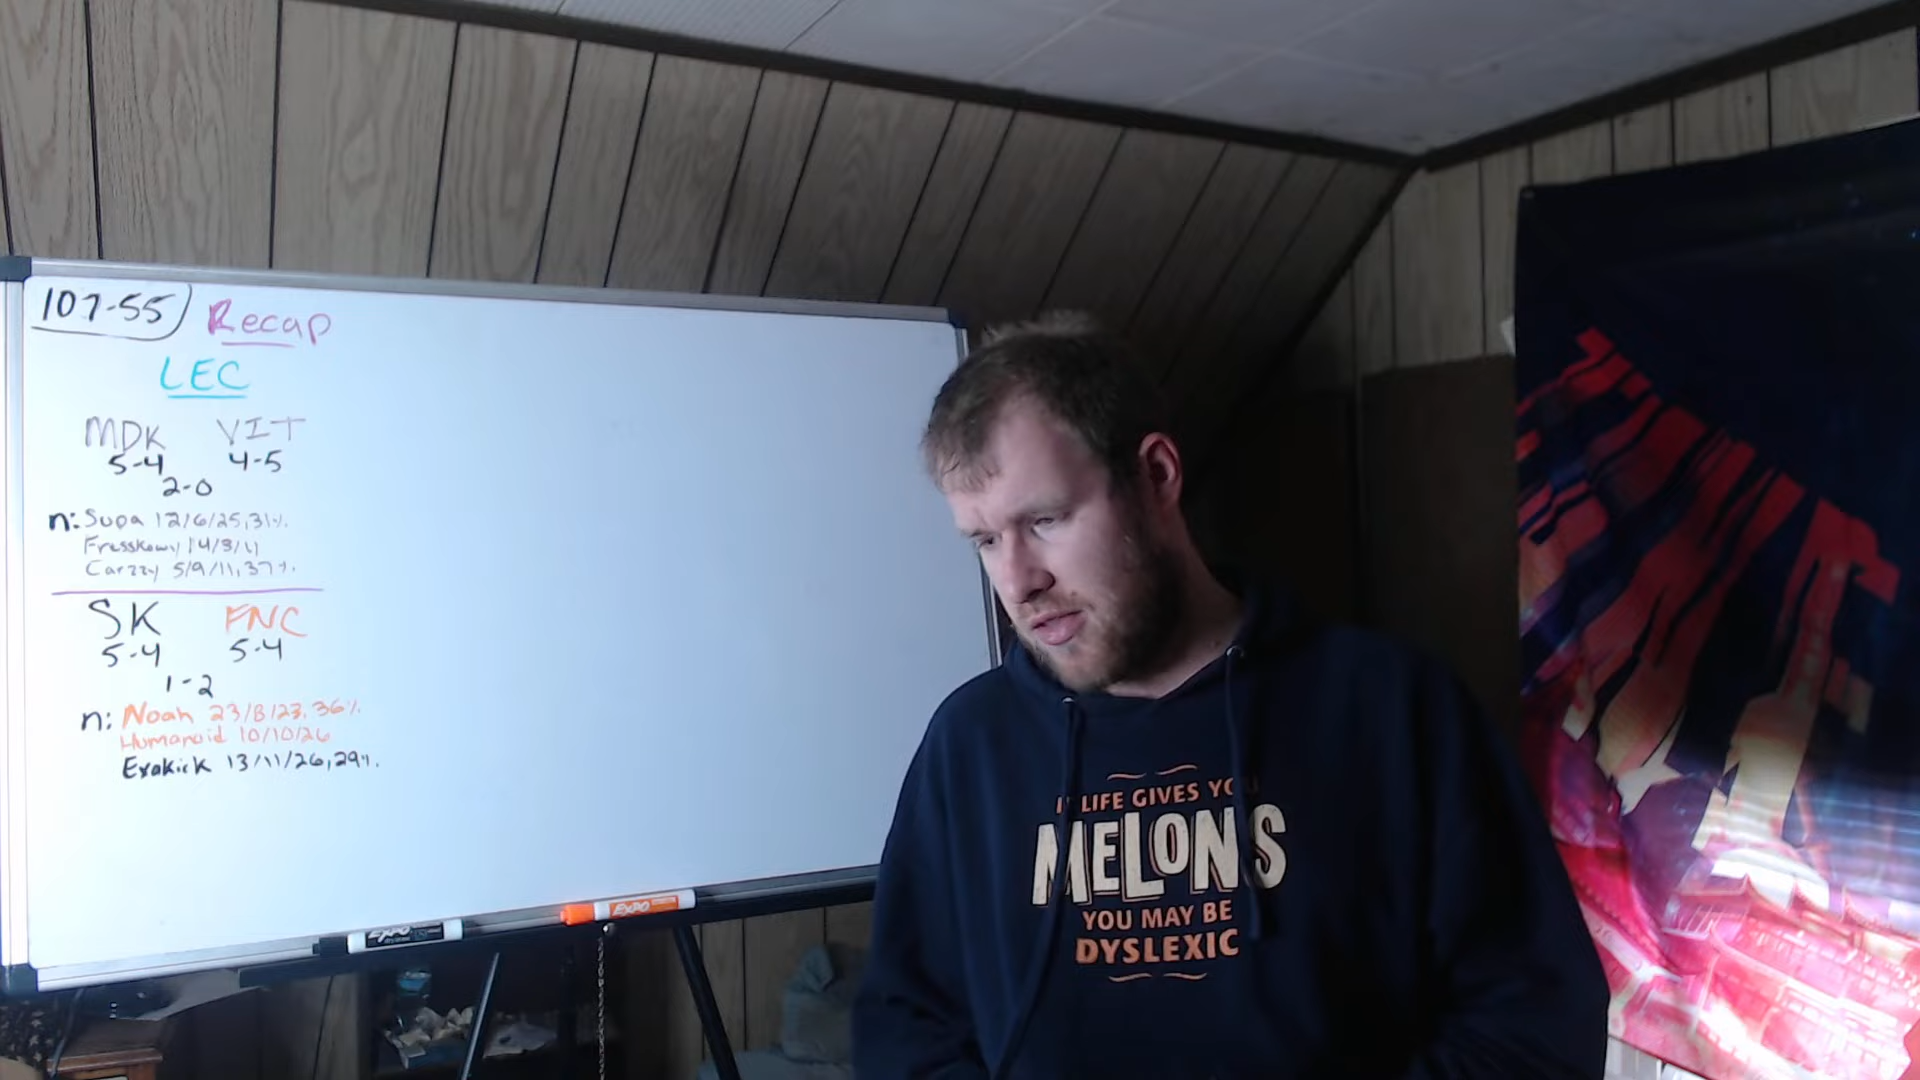 107-55 Recap
LEC
MDK VIT
5-4 4-5
2-0
n: Supa 12/6/25, 31%.
Fresskowy 14/3/11
Carzzy 5/9/11, 37%.
SK FNC
5-4 5-4
1-2
n: Noah 23/8/23, 36%.
Humanoid 10/10/26
Exakick 13/11/26, 29%.
EXPO
EXPO
IF LIFE GIVES YOU
MELONS
YOU MAY BE
DYSLEXIC